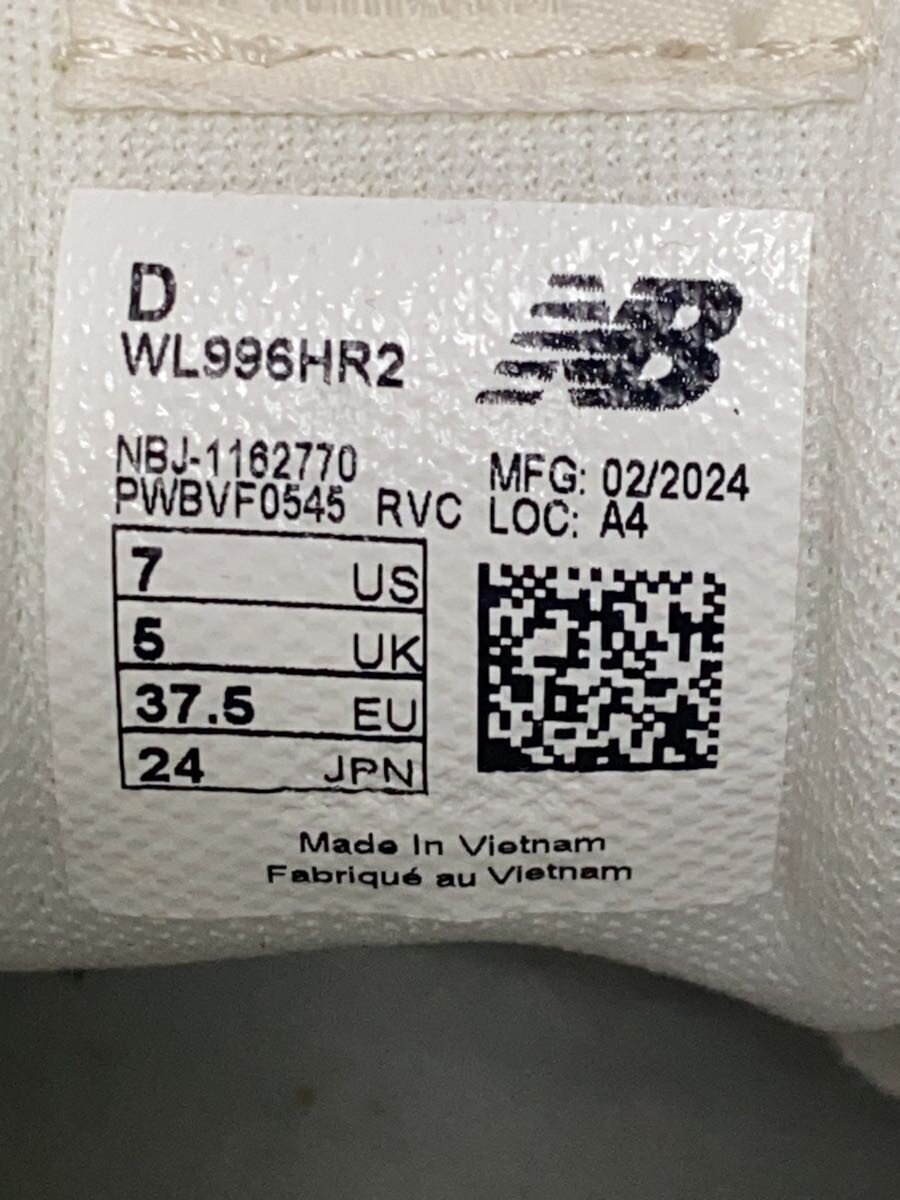 D
WL996HR2
NB
NBJ-1162770
PWBVF0545 RVC
MFG: 02/2024
LOC: A4
7 US
5 UK
37.5 EU
24 JPN
Made In Vietnam
Fabriqué au Vietnam